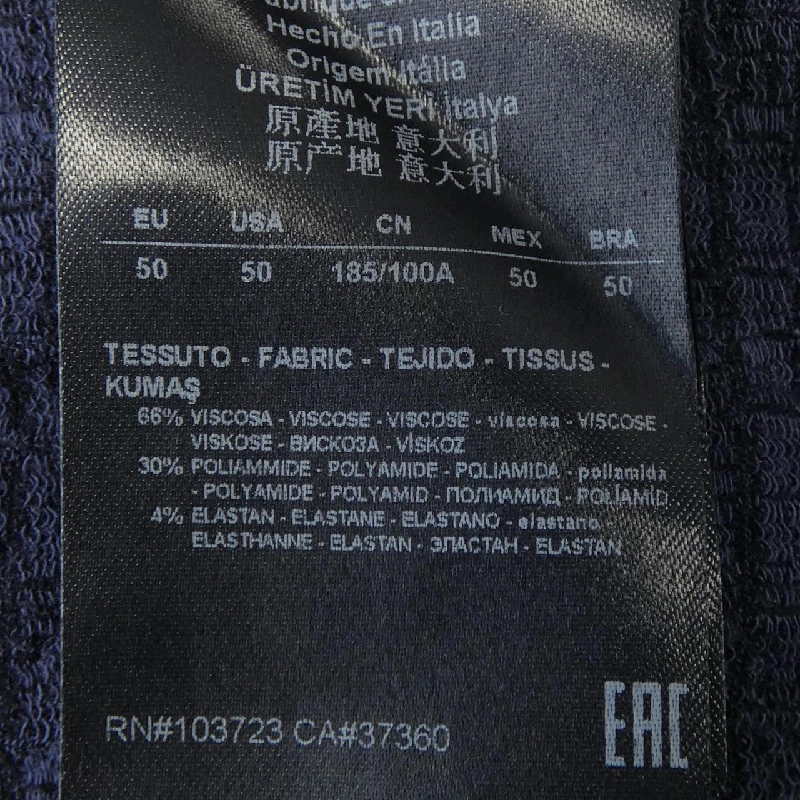 Hecho En Italia
Origem Itália
ÜRETİM YERİ İtalya
原產地 意大利
原产地 意大利
EU USA CN MEX BRA
50 50 185/100A 50 50
TESSUTO - FABRIC - TEJIDO - TISSUS -
KUMAŞ
66% VISCOSA - VISCOSE - VISCOSE - viscosa - VISCOSE -
VISKOSE - ВИСКОЗА - VİSKOZ
30% POLIAMMIDE - POLYAMIDE - POLIAMIDA - poliamida
- POLYAMIDE - POLYAMID - ПОЛИАМИД - POLİAMİD
4% ELASTAN - ELASTANE - ELASTANO - elastano
ELASTHANNE - ELASTAN - ЭЛАСТАН - ELASTAN
RN#103723 CA#37360
EAC